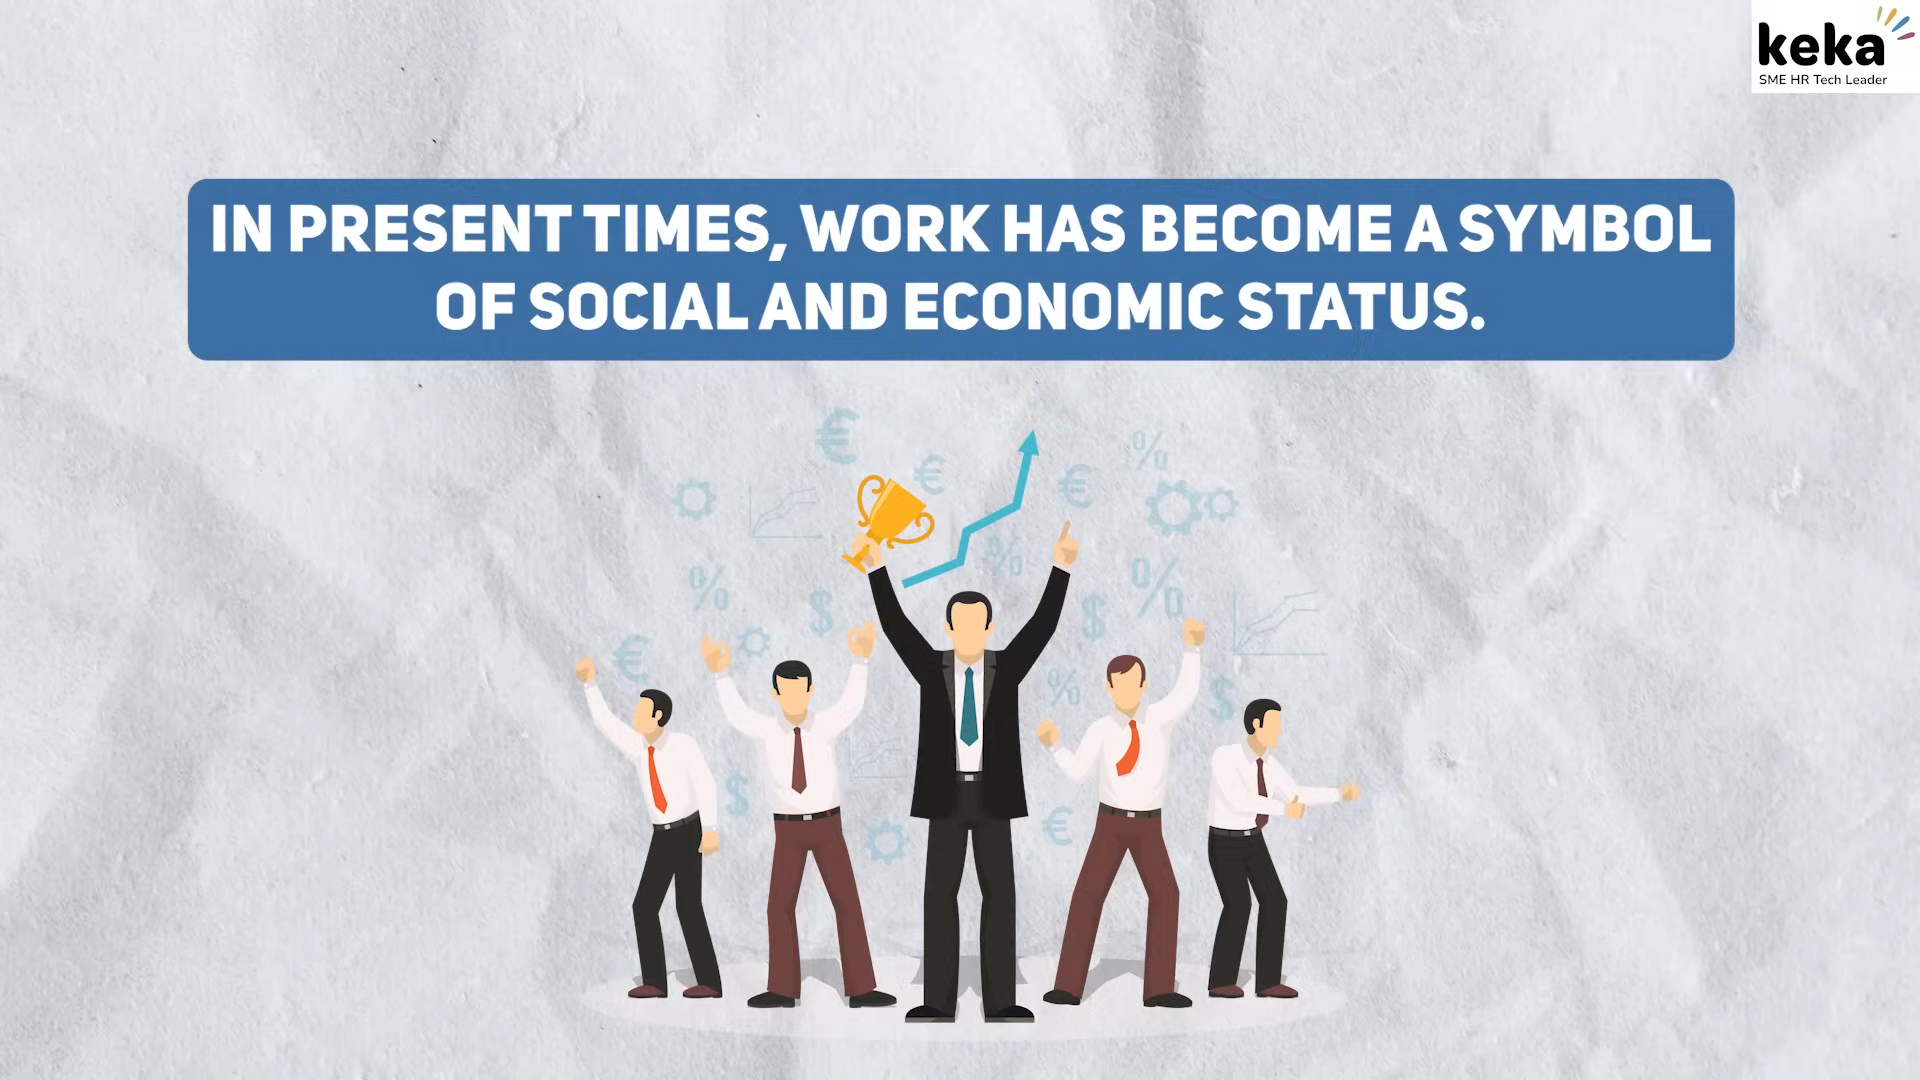 keka
SME HR Tech Leader
IN PRESENT TIMES, WORK HAS BECOME A SYMBOL
OF SOCIAL AND ECONOMIC STATUS.